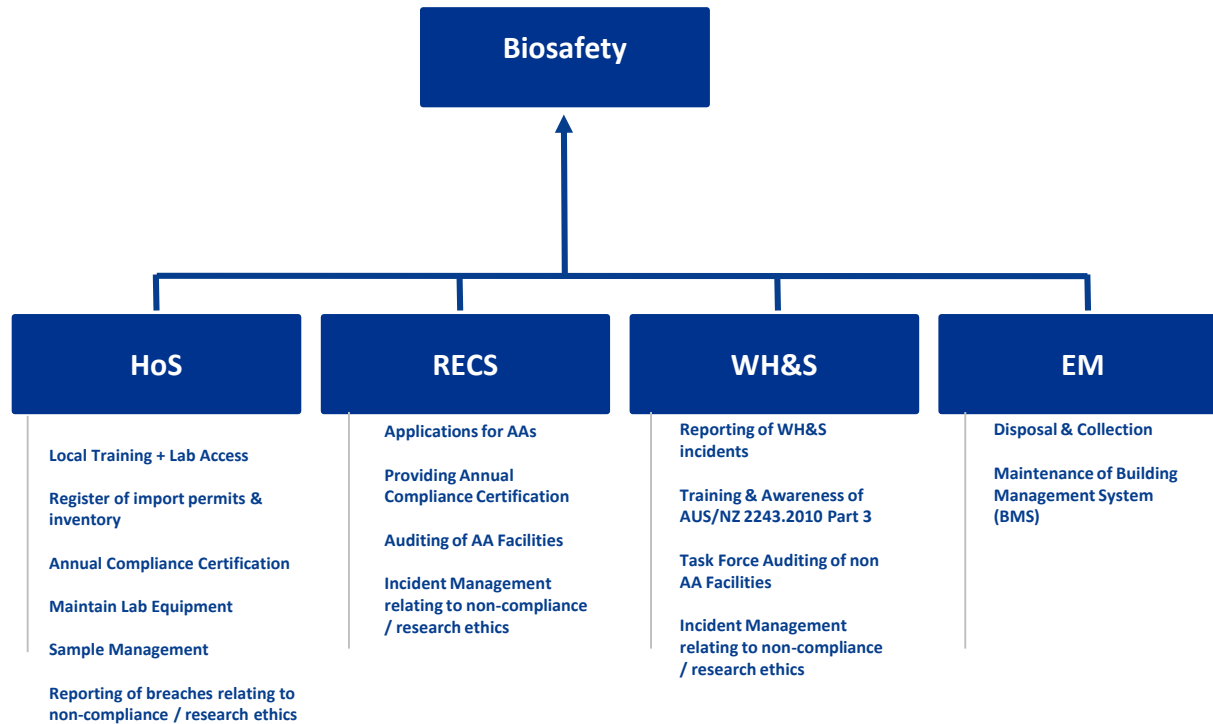 Biosafety
HoS
Local Training + Lab Access
Register of import permits &
inventory
Annual Compliance Certification
Maintain Lab Equipment
Sample Management
Reporting of breaches relating to
non-compliance / research ethics
RECS
Applications for AAs
Providing Annual
Compliance Certification
Auditing of AA Facilities
Incident Management
relating to non-compliance
/ research ethics
WH&S
Reporting of WH&S
incidents
Training & Awareness of
AUS/NZ 2243.2010 Part 3
Task Force Auditing of non
AA Facilities
Incident Management
relating to non-compliance
/ research ethics
EM
Disposal & Collection
Maintenance of Building
Management System
(BMS)